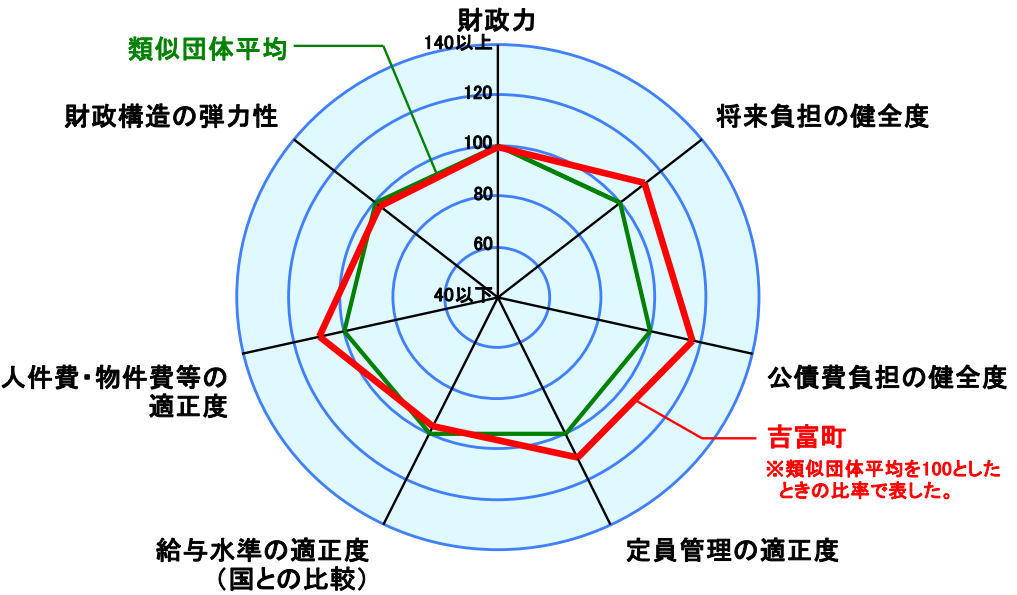 財政力
類似団体平均
140以上
120
財政構造の弾力性
将来負担の健全度
100
80
60
40以下
人件費・物件費等の
適正度
公債費負担の健全度
吉富町
※類似団体平均を100とした
ときの比率で表した。
給与水準の適正度
（国との比較）
定員管理の適正度